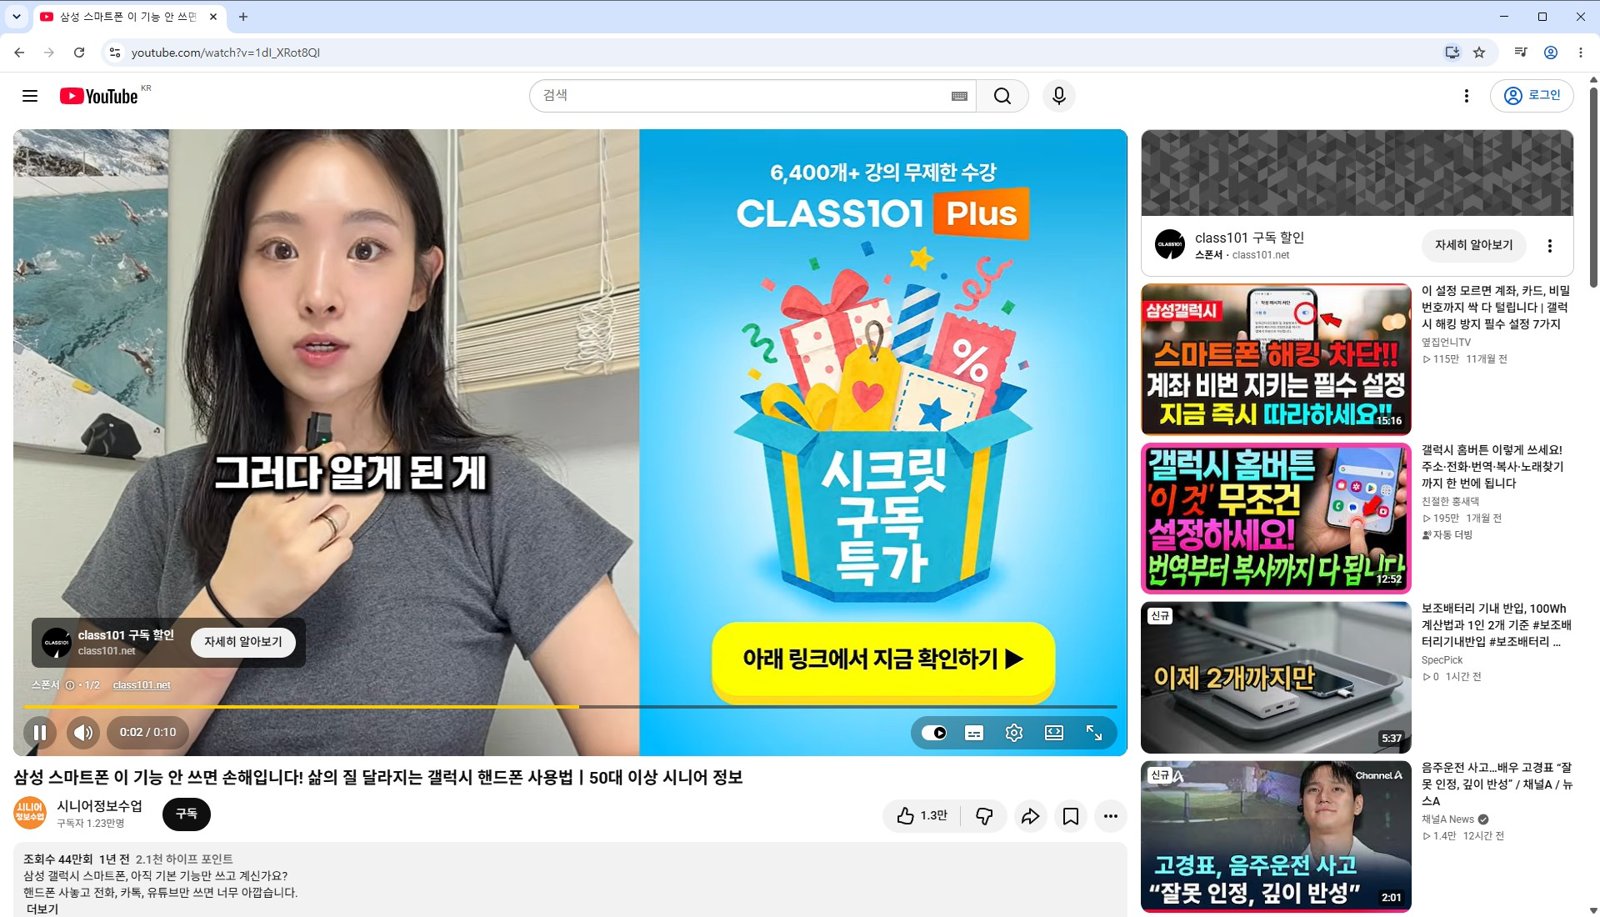 삼성 스마트폰 이 기능 안 쓰면
youtube.com/watch?v=1dI_XRot8QI
YouTube KR
검색
로그인
6,400개+ 강의 무제한 수강
CLASS101 Plus
%
시크릿
구독
특가
아래 링크에서 지금 확인하기 ▶
그러다 알게 된 게
CLASS101
class101 구독 할인
class101.net
자세히 알아보기
스폰서 · 1/2 class101.net
0:02 / 0:10
삼성 스마트폰 이 기능 안 쓰면 손해입니다! 삶의 질 달라지는 갤럭시 핸드폰 사용법ㅣ50대 이상 시니어 정보
시니어
정보수업
시니어정보수업
구독자 1.23만명
구독
1.3만
조회수 44만회 1년 전 2.1천 하이프 포인트
삼성 갤럭시 스마트폰, 아직 기본 기능만 쓰고 계신가요?
핸드폰 사놓고 전화, 카톡, 유튜브만 쓰면 너무 아깝습니다.
더보기
CLASS101
class101 구독 할인
스폰서 · class101.net
자세히 알아보기
삼성갤럭시
스마트폰 해킹 차단!!
계좌 비번 지키는 필수 설정
지금 즉시 따라하세요!!
15:16
이 설정 모르면 계좌, 카드, 비밀
번호까지 싹 다 털립니다 | 갤럭
시 해킹 방지 필수 설정 7가지
옆집언니TV
115만 11개월 전
갤럭시 홈버튼
'이 것' 무조건
설정하세요!
번역부터 복사까지 다 됩니다
12:52
갤럭시 홈버튼 이렇게 쓰세요!
주소·전화·번역·복사·노래찾기
까지 한 번에 됩니다
친절한 홍새댁
195만 1개월 전
자동 더빙
신규
이제 2개까지만
5:37
보조배터리 기내 반입, 100Wh
계산법과 1인 2개 기준 #보조배
터리기내반입 #보조배터리 ...
SpecPick
0 1시간 전
신규
Channel A
고경표, 음주운전 사고
“잘못 인정, 깊이 반성”
2:01
음주운전 사고…배우 고경표 “잘
못 인정, 깊이 반성” / 채널A / 뉴
스A
채널A News
1.4만 12시간 전